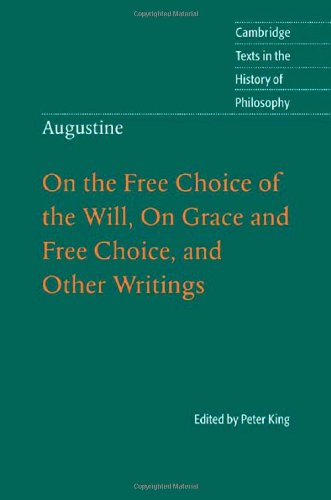 Cambridge
Texts in the
History of
Philosophy
Augustine
On the Free Choice of
the Will, On Grace and
Free Choice, and
Other Writings
Edited by Peter King